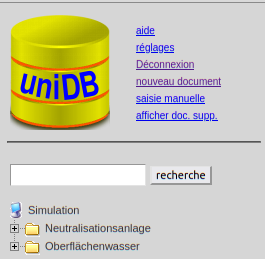 uniDB
aide
réglages
Déconnexion
nouveau document
saisie manuelle
afficher doc. supp.
recherche
Simulation
Neutralisationsanlage
Oberflächenwasser